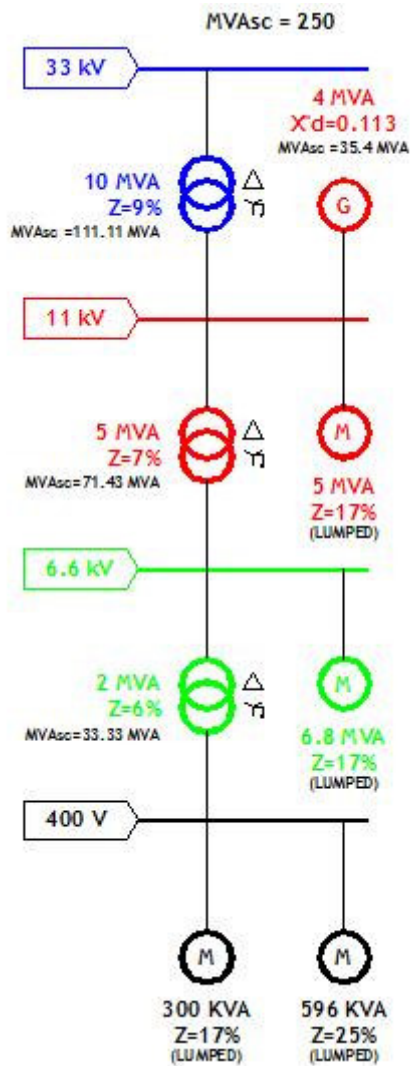 MVAsc = 250
33 kV
4 MVA
X"d=0.113
MVAsc =35.4 MVA
10 MVA
Z=9%
MVAsc =111.11 MVA
G
11 kV
5 MVA
Z=7%
MVAsc=71.43 MVA
M
5 MVA
Z=17%
(LUMPED)
6.6 kV
2 MVA
Z=6%
MVAsc=33.33 MVA
M
6.8 MVA
Z=17%
(LUMPED)
400 V
M
300 KVA
Z=17%
(LUMPED)
M
596 KVA
Z=25%
(LUMPED)